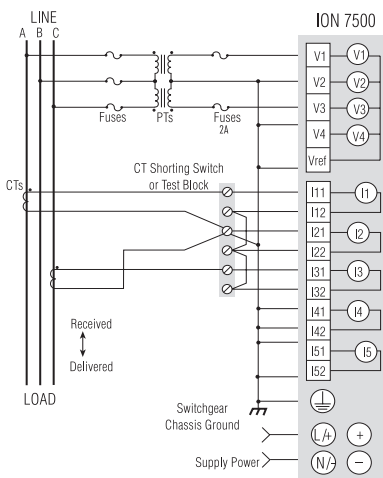 LINE
A B C
ION 7500
V1 V1
V2 V2
V3 V3
V4 V4
Vref
Fuses
PTs
Fuses
2A
CT Shorting Switch
or Test Block
CTs
I11 I1
I12
I21 I2
I22
I31 I3
I32
I41 I4
I42
I51 I5
I52
Received
Delivered
LOAD
Switchgear
Chassis Ground
L/+ +
Supply Power
N/- −